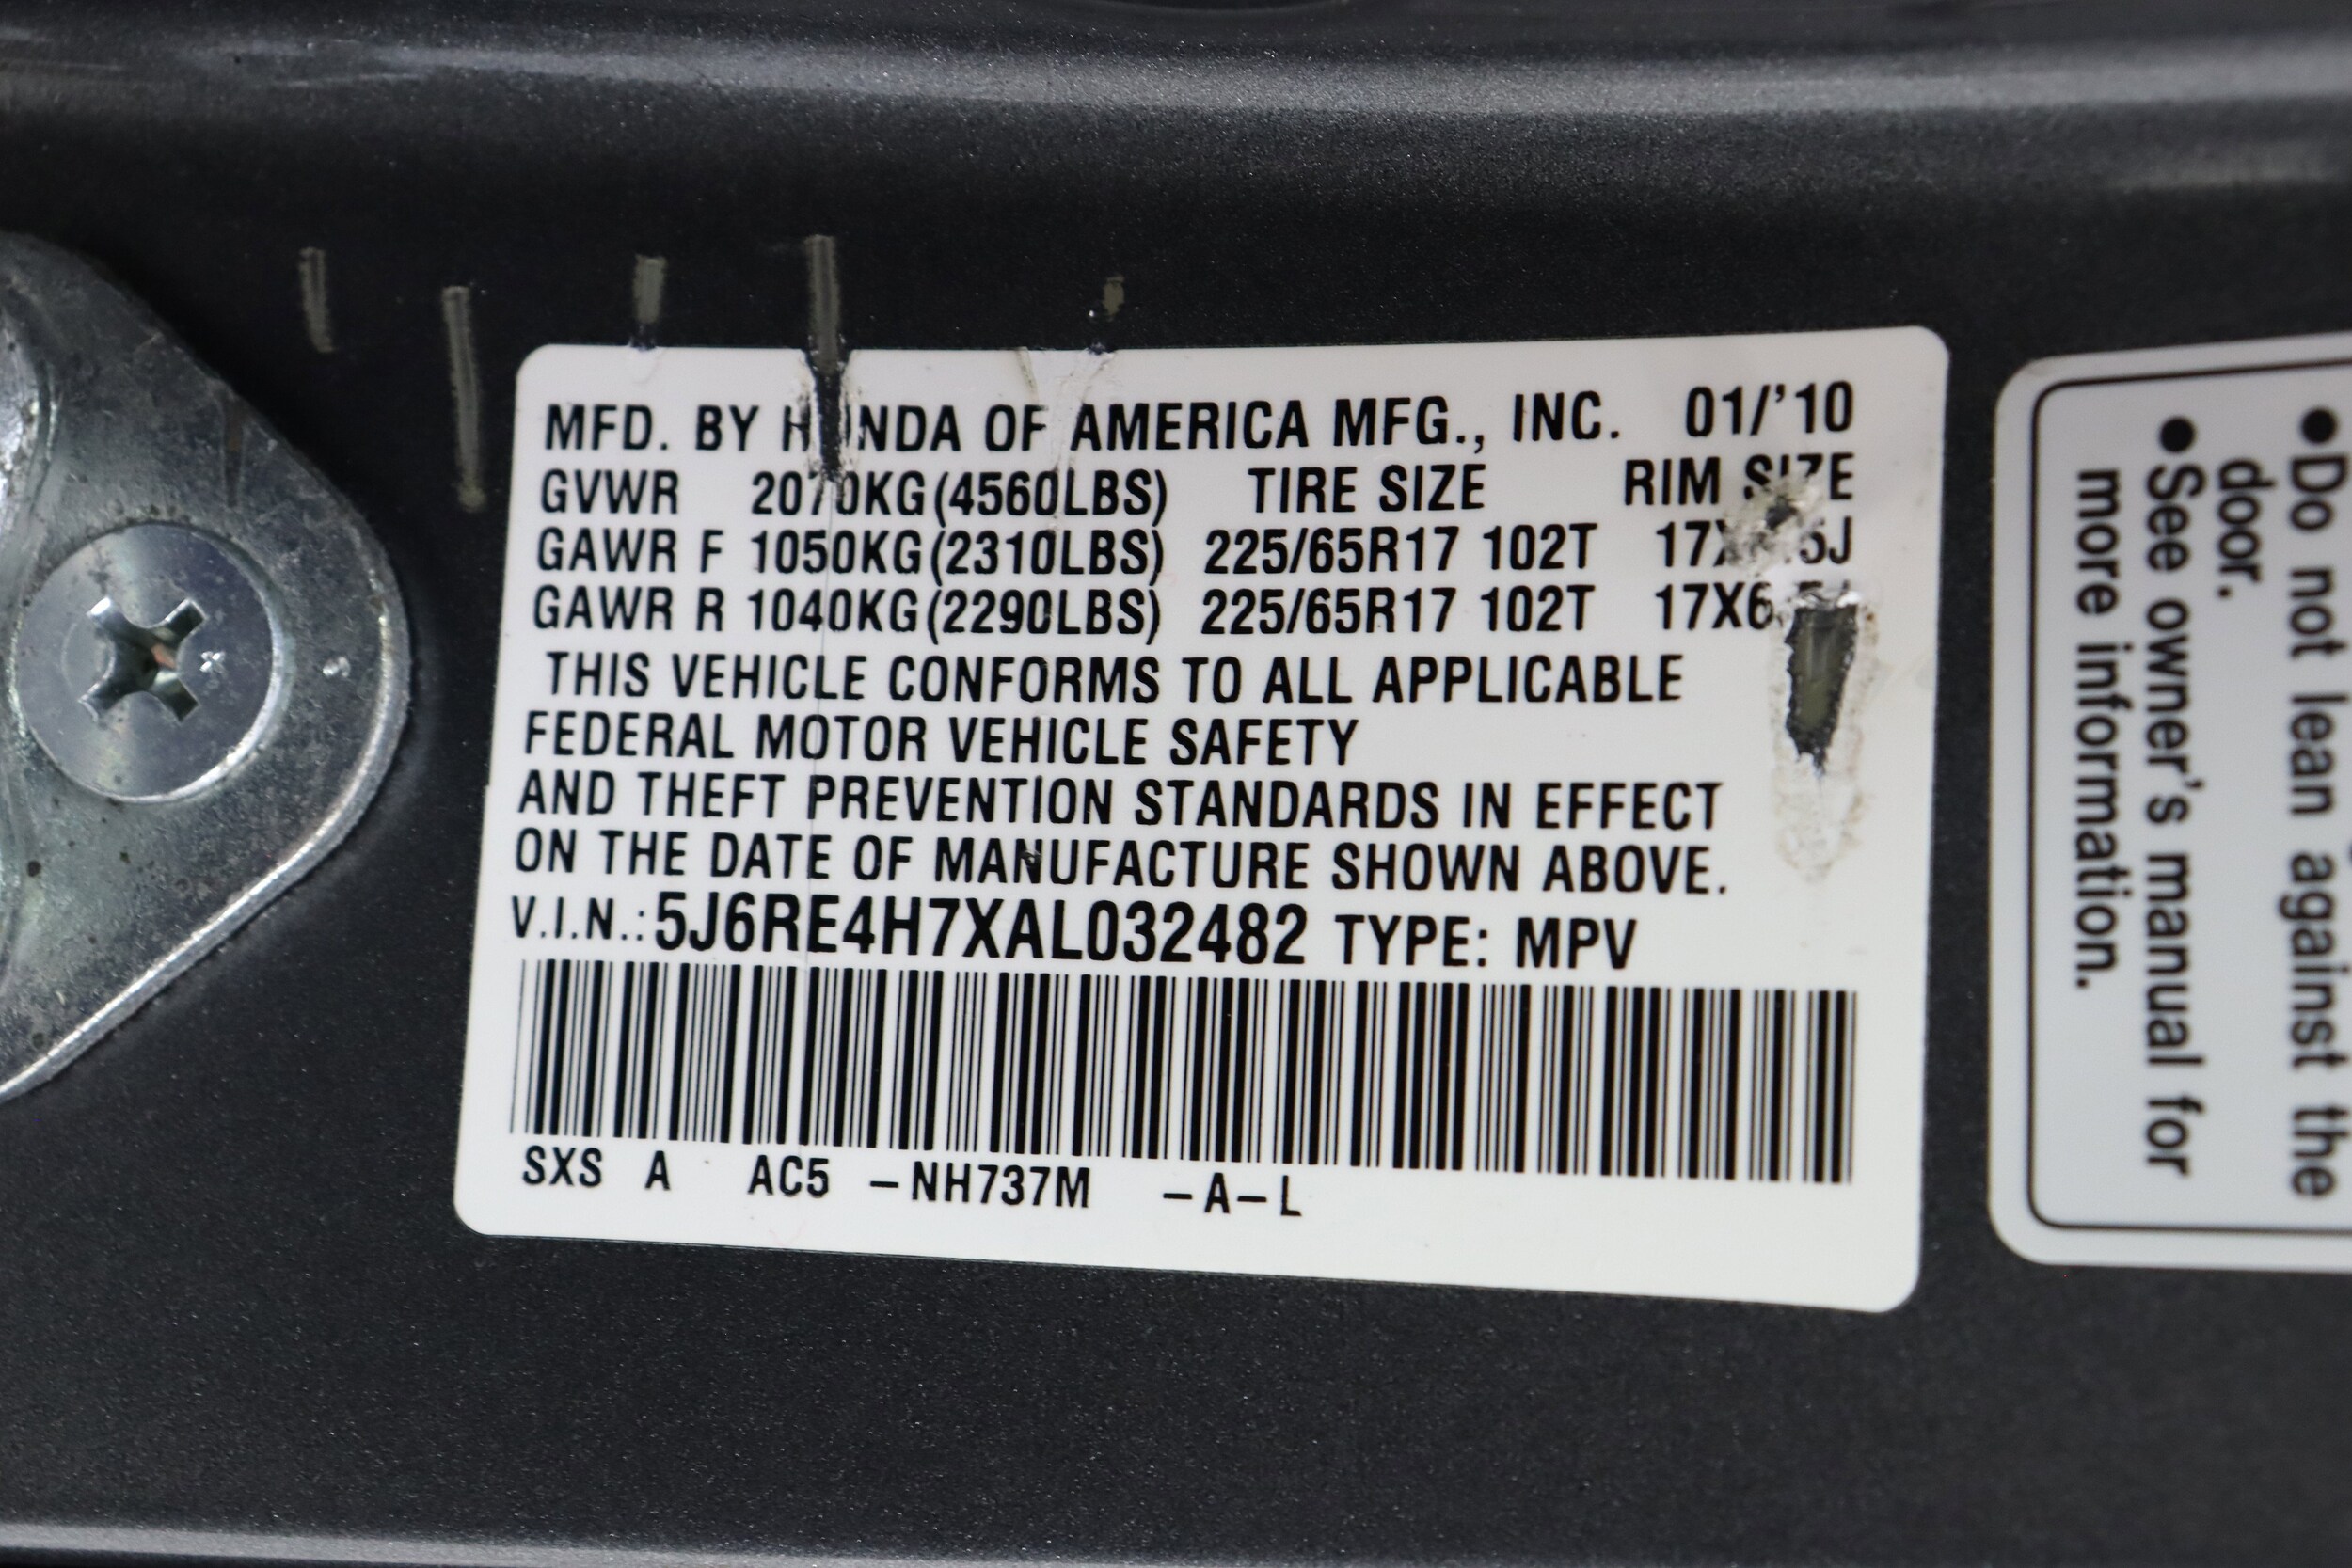 MFD. BY HONDA OF AMERICA MFG., INC. 01/'10
GVWR 2070KG(4560LBS) TIRE SIZE RIM SIZE
GAWR F 1050KG(2310LBS) 225/65R17 102T
GAWR R 1040KG(2290LBS) 225/65R17 102T
THIS VEHICLE CONFORMS TO ALL APPLICABLE
FEDERAL MOTOR VEHICLE SAFETY
AND THEFT PREVENTION STANDARDS IN EFFECT
ON THE DATE OF MANUFACTURE SHOWN ABOVE.
V.I.N.: 5J6RE4H7XAL032482 TYPE: MPV
SXS A AC5 -NH737M -A-L
●Do not lean against the
door.
●See owner's manual for
more information.